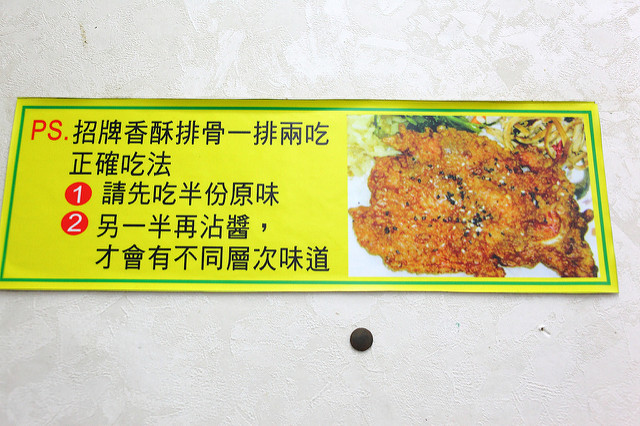 PS.招牌香酥排骨一排兩吃
正確吃法
1 請先吃半份原味
2 另一半再沾醬，
才會有不同層次味道